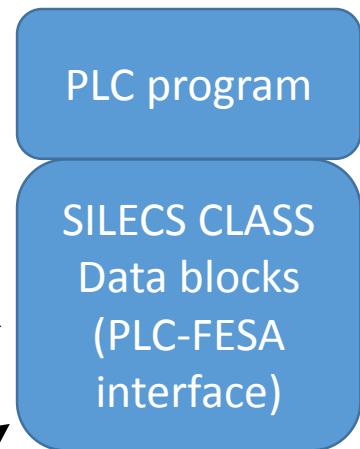 PLC program
SILECS CLASS
Data blocks
(PLC-FESA
interface)